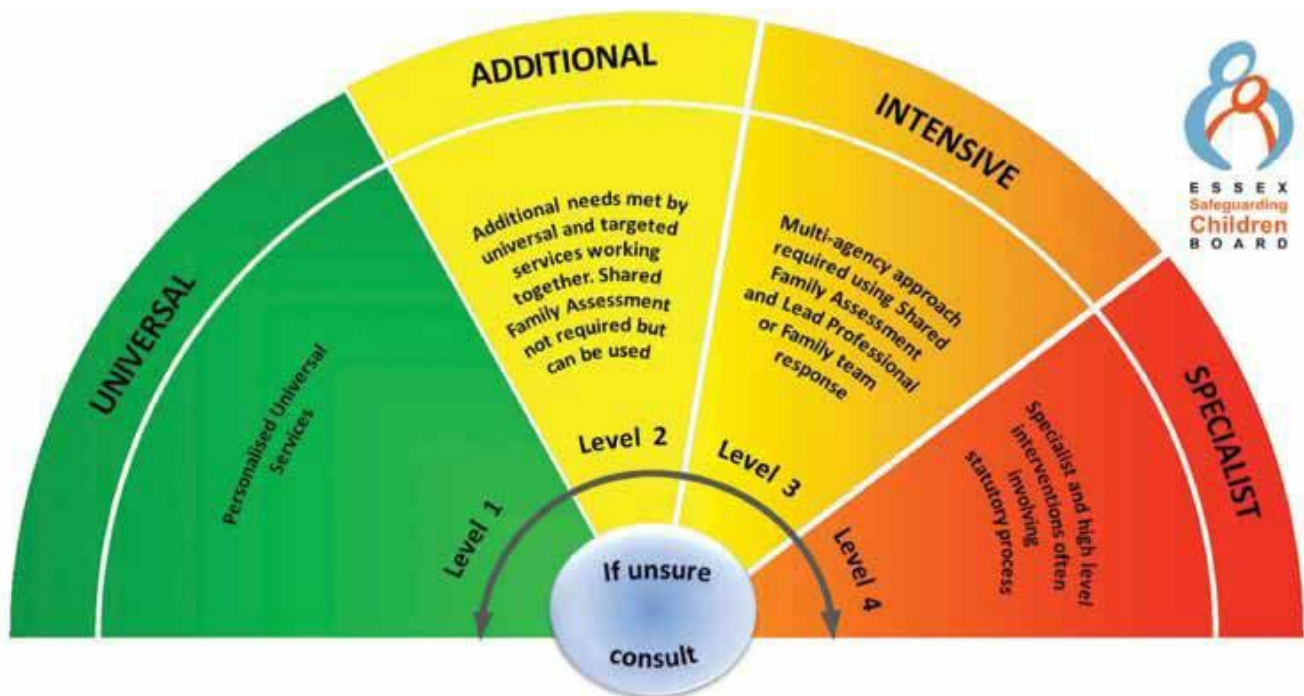 UNIVERSAL
Personalised Universal
Services
Level 1
ADDITIONAL
Additional needs met by
universal and targeted
services working
together. Shared
Family Assessment
not required but
can be used
Level 2
INTENSIVE
Multi-agency approach
required using Shared
Family Assessment
and Lead Professional
or Family team
response
Level 3
SPECIALIST
Specialist and high level
interventions often
involving
statutory process
Level 4
If unsure
consult
ESSEX
Safeguarding
Children
BOARD